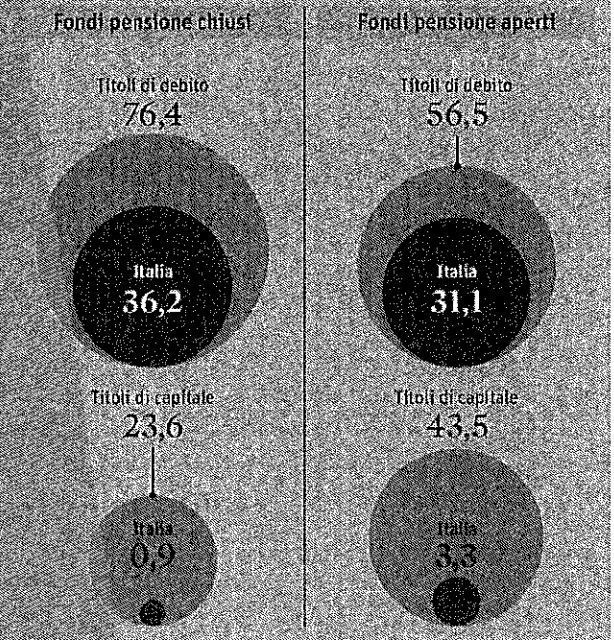 Fondi pensione chiusi
Titoli di debito
76,4
Italia
36,2
Titoli di capitale
23,6
Italia
0,9
Fondi pensione aperti
Titoli di debito
56,5
Italia
31,1
Titoli di capitale
43,5
Italia
3,3